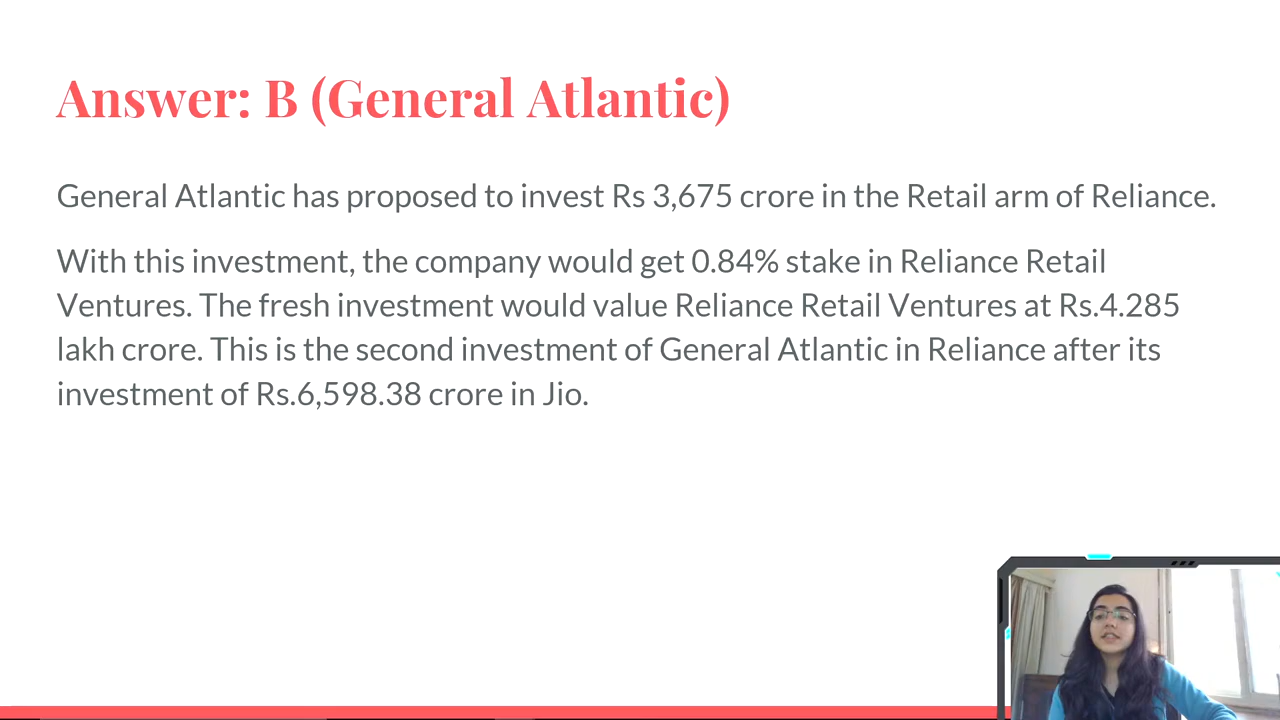 Answer: B (General Atlantic)
General Atlantic has proposed to invest Rs 3,675 crore in the Retail arm of Reliance.
With this investment, the company would get 0.84% stake in Reliance Retail
Ventures. The fresh investment would value Reliance Retail Ventures at Rs.4.285
lakh crore. This is the second investment of General Atlantic in Reliance after its
investment of Rs.6,598.38 crore in Jio.